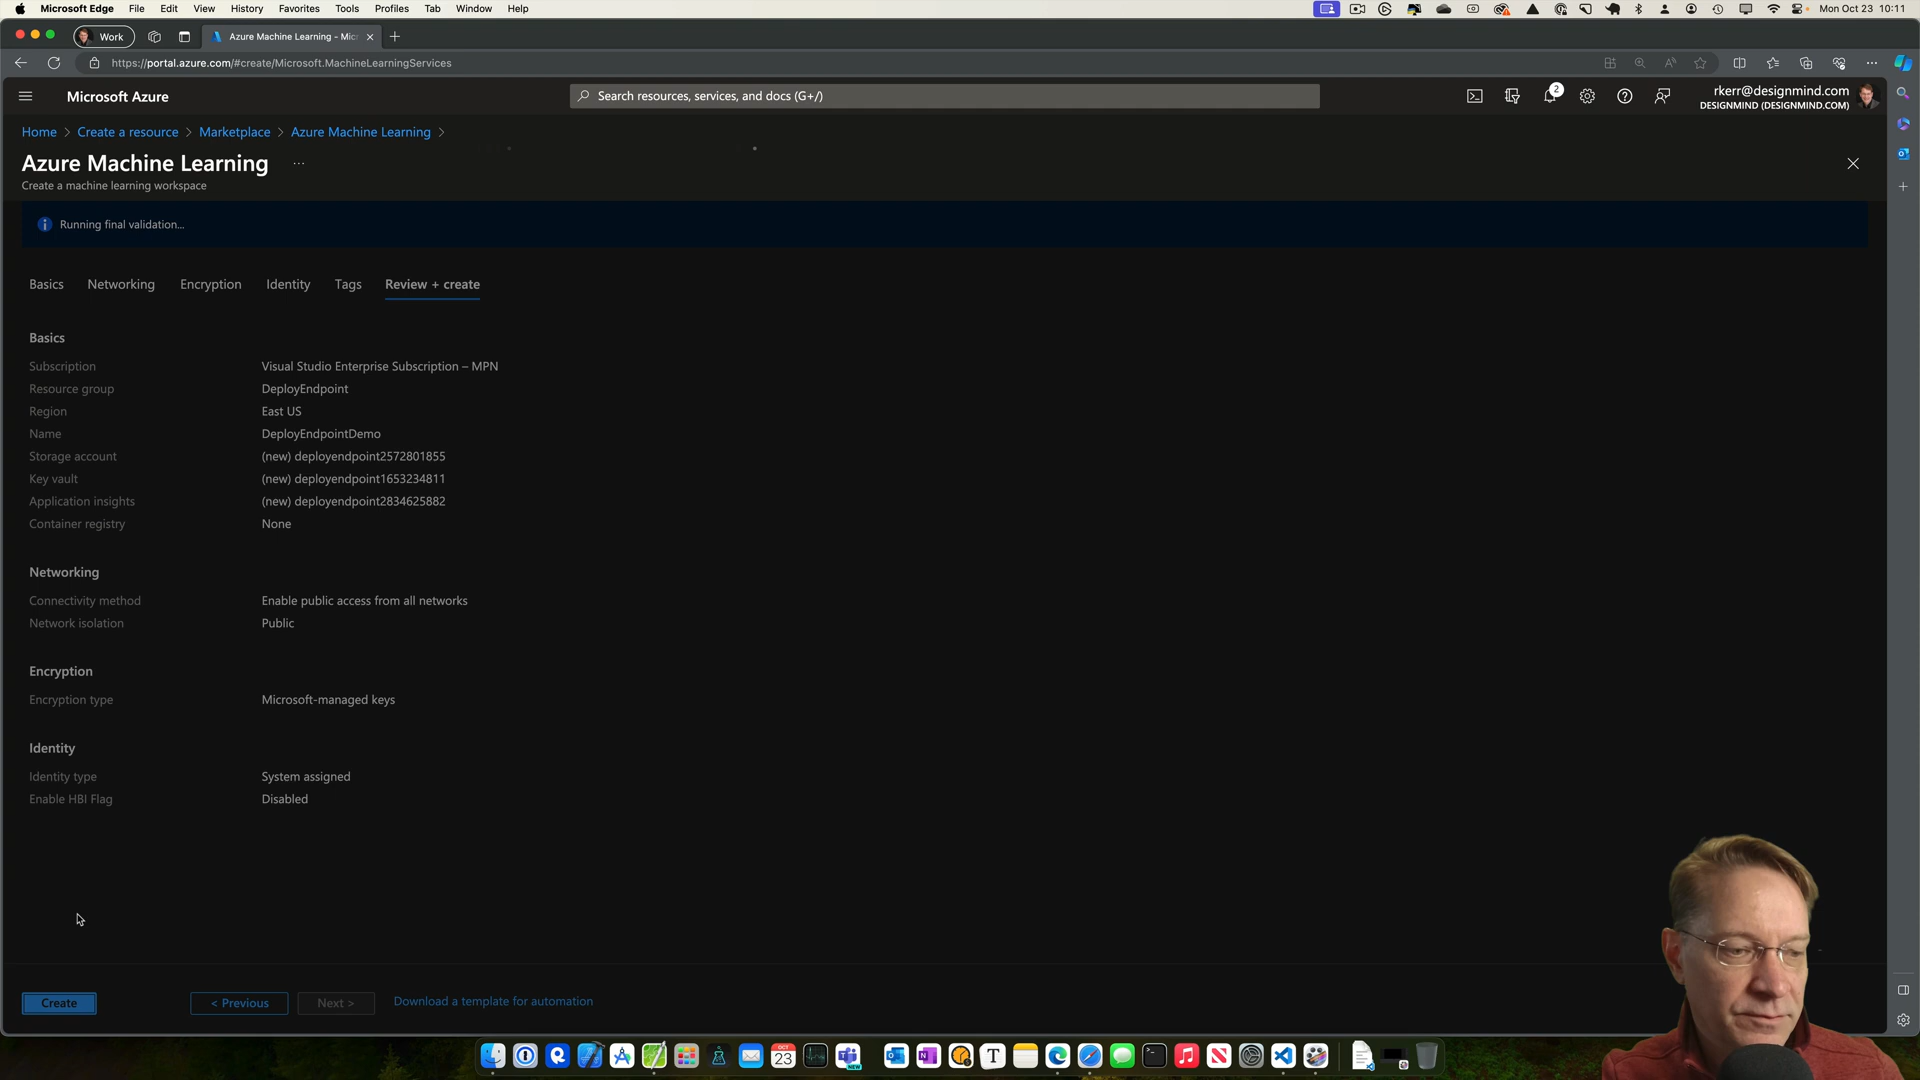 Microsoft Edge File Edit View History Favorites Tools Profiles Tab Window Help Mon Oct 23 10:11
Work Azure Machine Learning - Mic
https://portal.azure.com/#create/Microsoft.MachineLearningServices
Microsoft Azure Search resources, services, and docs (G+/) 2 rkerr@designmind.com
DESIGNMIND (DESIGNMIND.COM)
Home > Create a resource > Marketplace > Azure Machine Learning >
Azure Machine Learning ...
Create a machine learning workspace
Running final validation...
Basics Networking Encryption Identity Tags Review + create
Basics
Subscription Visual Studio Enterprise Subscription – MPN
Resource group DeployEndpoint
Region East US
Name DeployEndpointDemo
Storage account (new) deployendpoint2572801855
Key vault (new) deployendpoint1653234811
Application insights (new) deployendpoint2834625882
Container registry None
Networking
Connectivity method Enable public access from all networks
Network isolation Public
Encryption
Encryption type Microsoft-managed keys
Identity
Identity type System assigned
Enable HBI Flag Disabled
Create < Previous Next > Download a template for automation
OCT
23
NEW